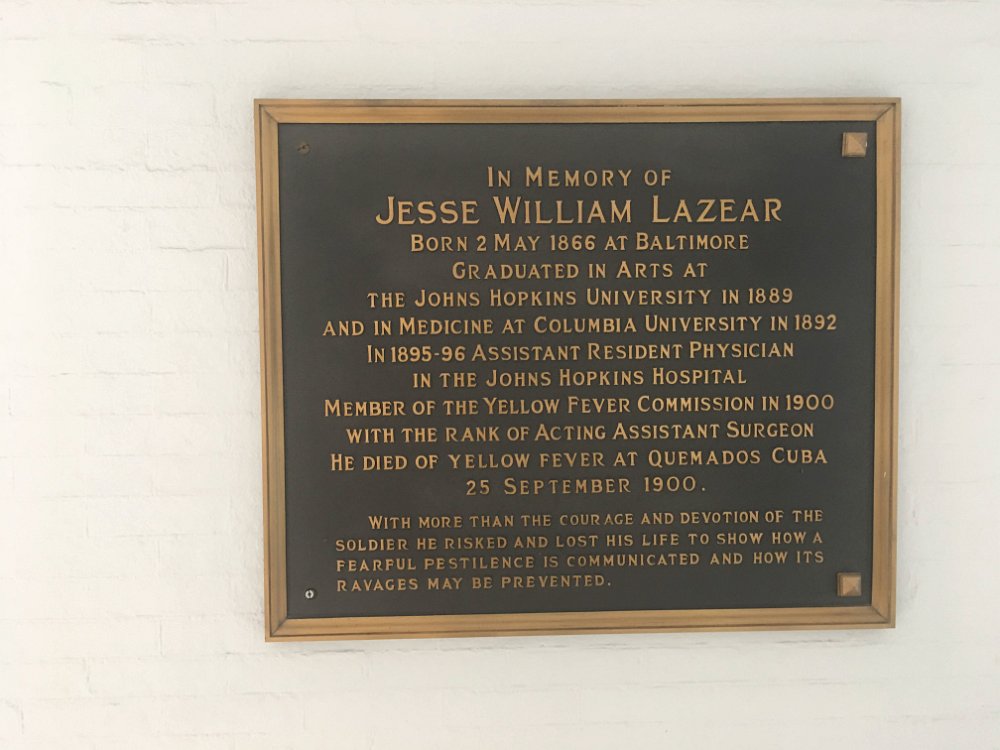 In Memory of
Jesse William Lazear
Born 2 May 1866 at Baltimore
Graduated in Arts at
the Johns Hopkins University in 1889
and in Medicine at Columbia University in 1892
In 1895-96 Assistant Resident Physician
in the Johns Hopkins Hospital
Member of the Yellow Fever Commission in 1900
with the rank of Acting Assistant Surgeon
He died of yellow fever at Quemados Cuba
25 September 1900.
With more than the courage and devotion of the
soldier he risked and lost his life to show how a
fearful pestilence is communicated and how its
ravages may be prevented.